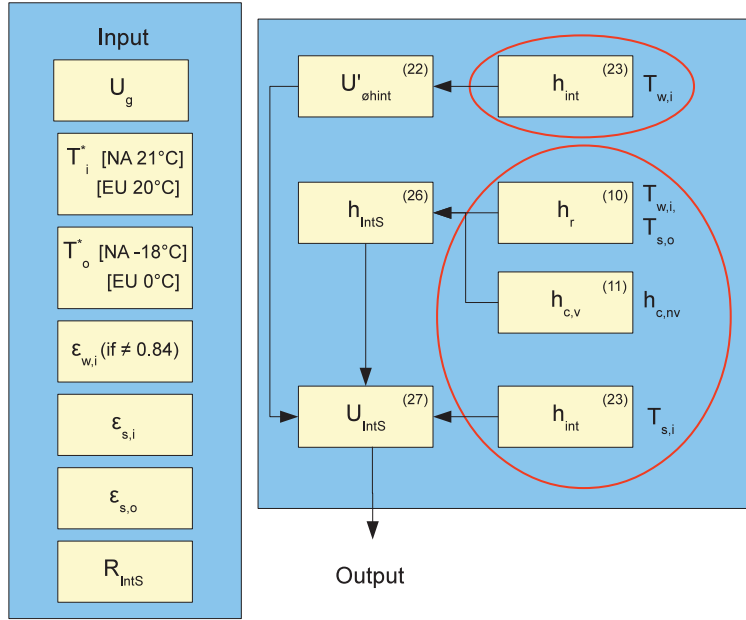 Input
U_g
T_i^* [NA 21°C]
[EU 20°C]
T_o^* [NA -18°C]
[EU 0°C]
ε_w,i (if ≠ 0.84)
ε_s,i
ε_s,o
R_IntS
U'_øhint (22)
h_int (23)
T_w,i
h_IntS (26)
h_r (10)
T_w,i,
T_s,o
h_c,v (11)
h_c,nv
U_IntS (27)
h_int (23)
T_s,i
Output